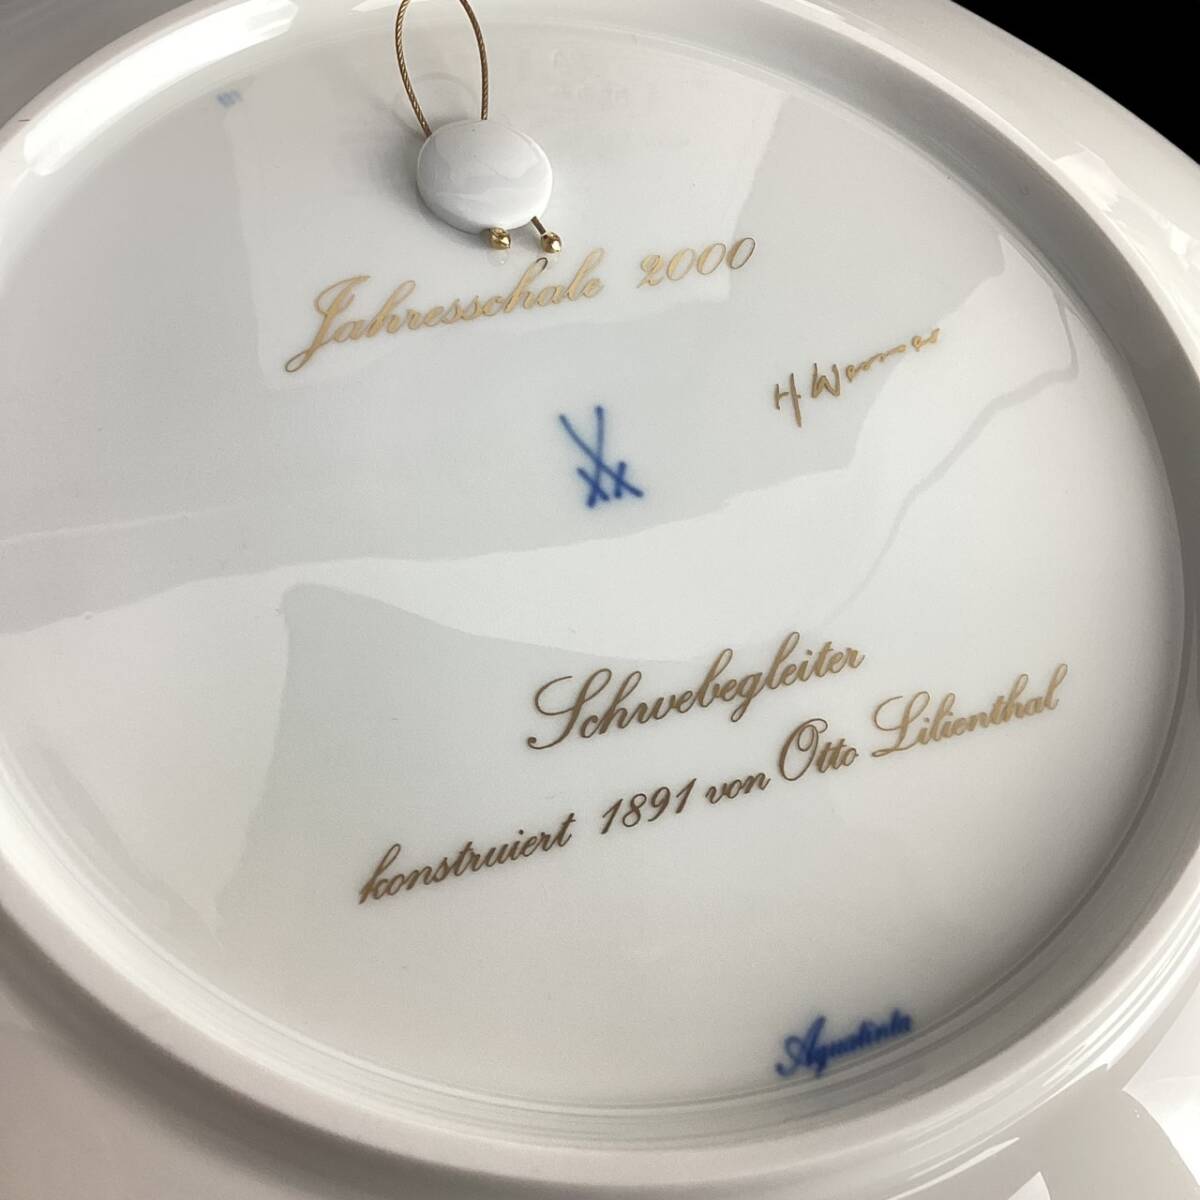 Jahresschale 2000
H Werner
Schwebegleiter
konstruiert 1891 von Otto Lilienthal
Aquatinta